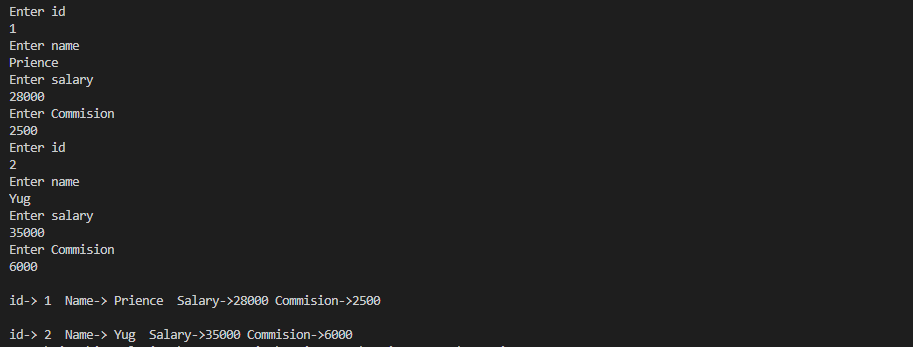 Enter id
1
Enter name
Prience
Enter salary
28000
Enter Commision
2500
Enter id
2
Enter name
Yug
Enter salary
35000
Enter Commision
6000
id-> 1  Name-> Prience  Salary->28000 Commision->2500
id-> 2  Name-> Yug  Salary->35000 Commision->6000